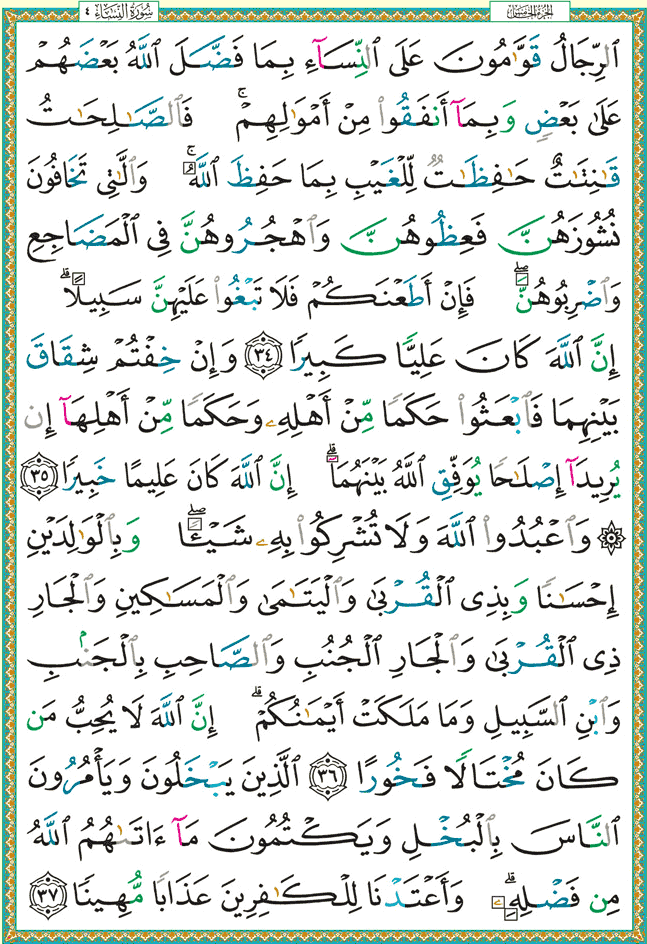 سُورَةُ النِّسَاءِ ٤
الجزء الخامس
ٱلرِّجَالُ قَوَّٰمُونَ عَلَى ٱلنِّسَآءِ بِمَا فَضَّلَ ٱللَّهُ بَعْضَهُمْ
عَلَىٰ بَعْضٍ وَبِمَآ أَنفَقُوا۟ مِنْ أَمْوَٰلِهِمْ ۚ فَٱلصَّـٰلِحَـٰتُ
قَـٰنِتَـٰتٌ حَـٰفِظَـٰتٌ لِّلْغَيْبِ بِمَا حَفِظَ ٱللَّهُ ۚ وَٱلَّـٰتِى تَخَافُونَ
نُشُوزَهُنَّ فَعِظُوهُنَّ وَٱهْجُرُوهُنَّ فِى ٱلْمَضَاجِعِ
وَٱضْرِبُوهُنَّ ۖ فَإِنْ أَطَعْنَكُمْ فَلَا تَبْغُوا۟ عَلَيْهِنَّ سَبِيلًا ۗ
إِنَّ ٱللَّهَ كَانَ عَلِيًّا كَبِيرًا ٣٤ وَإِنْ خِفْتُمْ شِقَاقَ
بَيْنِهِمَا فَٱبْعَثُوا۟ حَكَمًا مِّنْ أَهْلِهِۦ وَحَكَمًا مِّنْ أَهْلِهَآ إِن
يُرِيدَآ إِصْلَـٰحًا يُوَفِّقِ ٱللَّهُ بَيْنَهُمَآ ۗ إِنَّ ٱللَّهَ كَانَ عَلِيمًا خَبِيرًا ٣٥
۞ وَٱعْبُدُوا۟ ٱللَّهَ وَلَا تُشْرِكُوا۟ بِهِۦ شَيْـًٔا ۖ وَبِٱلْوَٰلِدَيْنِ
إِحْسَـٰنًا وَبِذِى ٱلْقُرْبَىٰ وَٱلْيَتَـٰمَىٰ وَٱلْمَسَـٰكِينِ وَٱلْجَارِ
ذِى ٱلْقُرْبَىٰ وَٱلْجَارِ ٱلْجُنُبِ وَٱلصَّاحِبِ بِٱلْجَنۢبِ
وَٱبْنِ ٱلسَّبِيلِ وَمَا مَلَكَتْ أَيْمَـٰنُكُمْ ۗ إِنَّ ٱللَّهَ لَا يُحِبُّ مَن
كَانَ مُخْتَالًا فَخُورًا ٣٦ ٱلَّذِينَ يَبْخَلُونَ وَيَأْمُرُونَ
ٱلنَّاسَ بِٱلْبُخْلِ وَيَكْتُمُونَ مَآ ءَاتَىٰهُمُ ٱللَّهُ
مِن فَضْلِهِۦ ۗ وَأَعْتَدْنَا لِلْكَـٰفِرِينَ عَذَابًا مُّهِينًا ٣٧